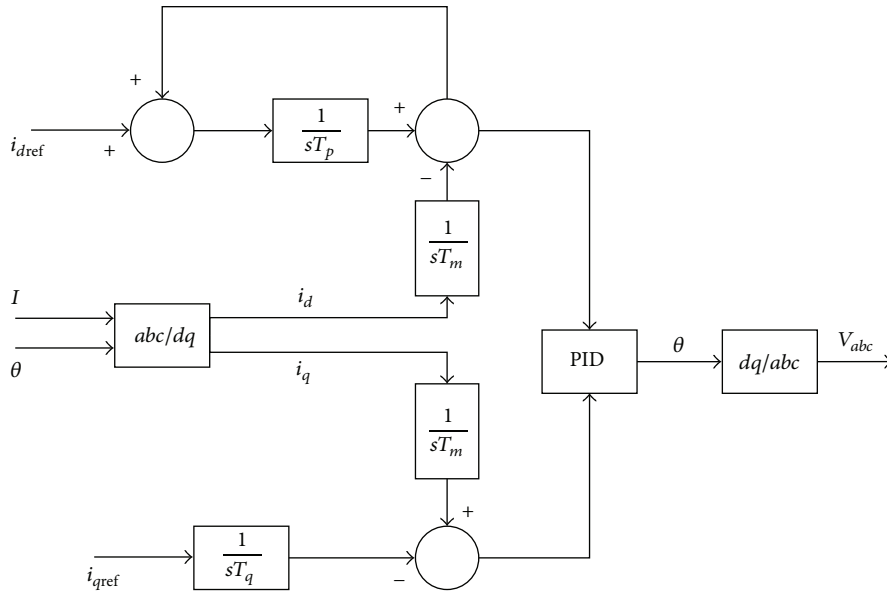 +
+
i_dref
1
sT_p
+
−
1
sT_m
I
θ
abc/dq
i_d
i_q
PID
θ
dq/abc
V_abc
1
sT_m
+
−
i_qref
1
sT_q